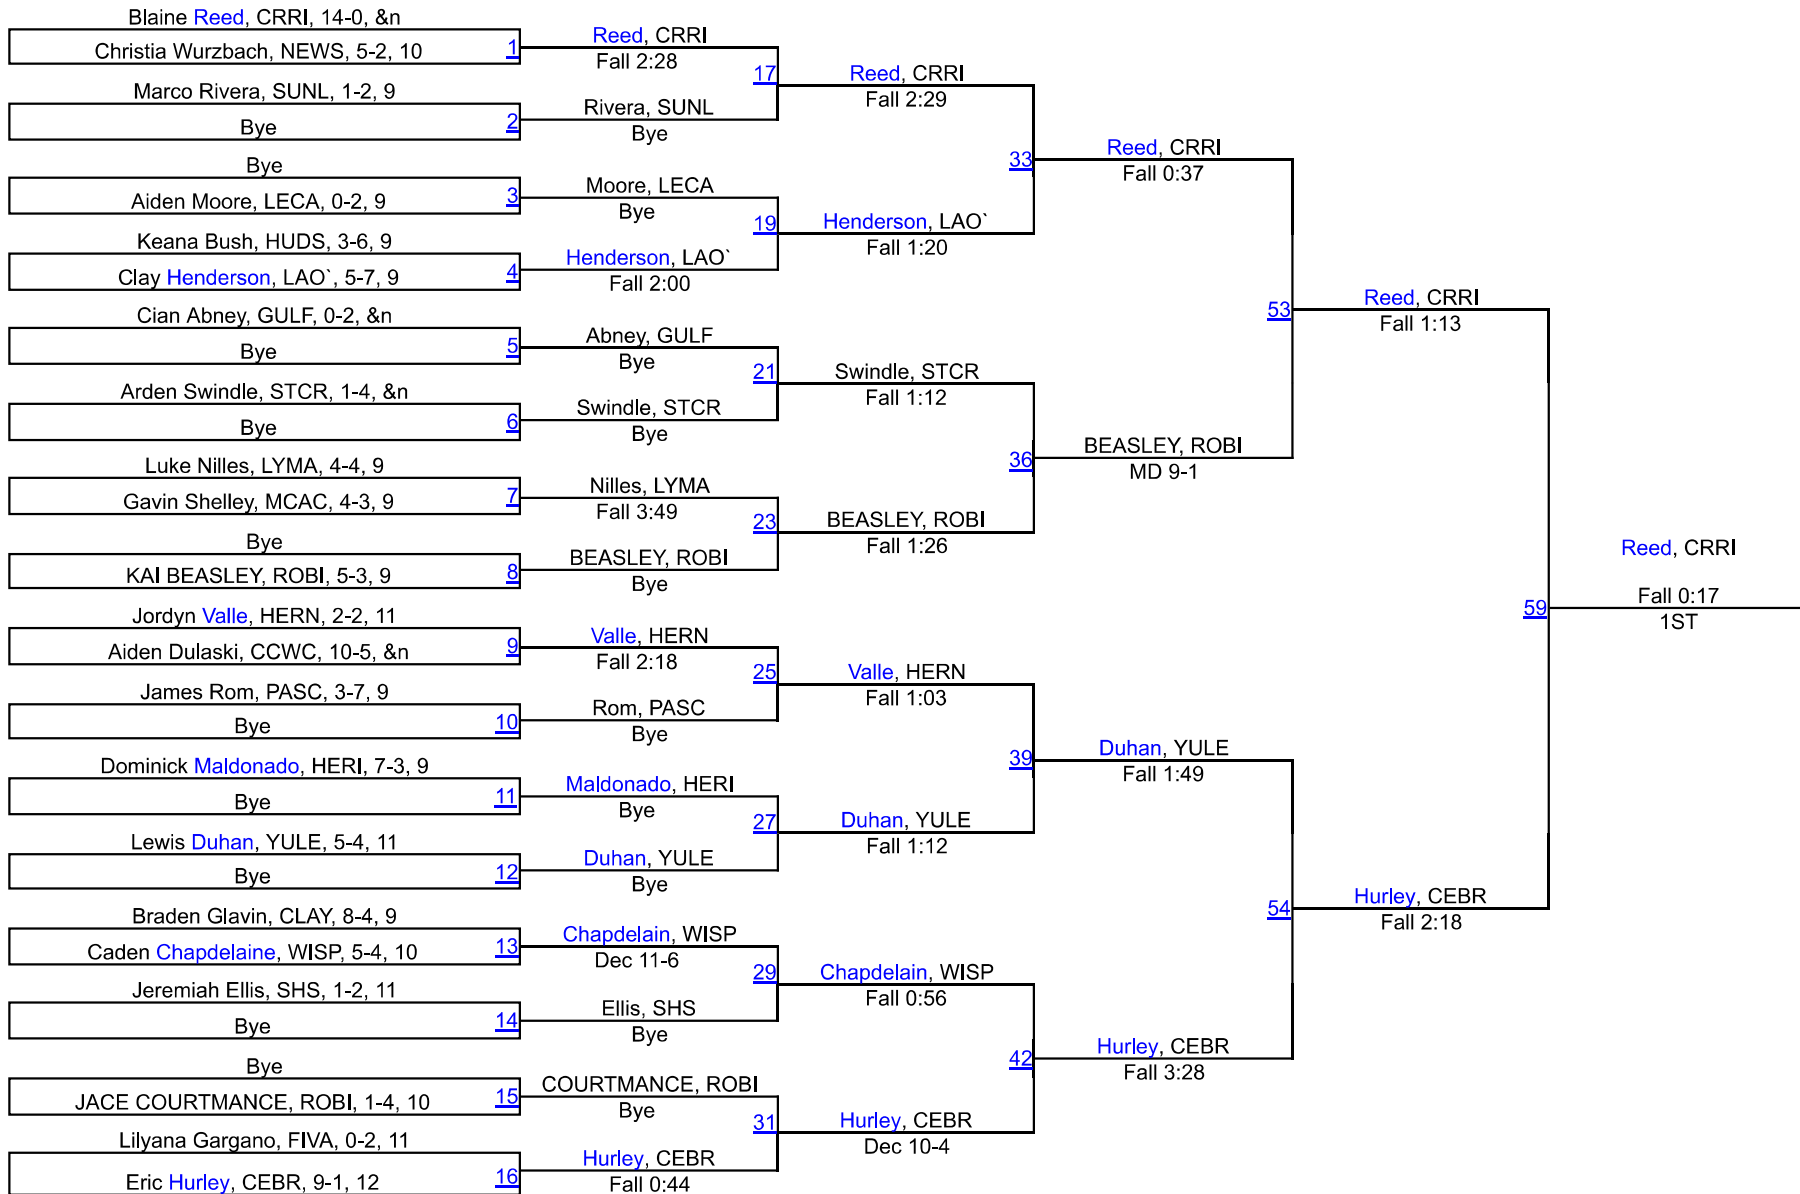 Blaine Reed, CRRI, 14-0, &n
Christia Wurzbach, NEWS, 5-2, 10
1
Marco Rivera, SUNL, 1-2, 9
Bye
2
Bye
Aiden Moore, LECA, 0-2, 9
3
Keana Bush, HUDS, 3-6, 9
Clay Henderson, LAO`, 5-7, 9
4
Cian Abney, GULF, 0-2, &n
Bye
5
Arden Swindle, STCR, 1-4, &n
Bye
6
Luke Nilles, LYMA, 4-4, 9
Gavin Shelley, MCAC, 4-3, 9
7
Bye
KAI BEASLEY, ROBI, 5-3, 9
8
Jordyn Valle, HERN, 2-2, 11
Aiden Dulaski, CCWC, 10-5, &n
9
James Rom, PASC, 3-7, 9
Bye
10
Dominick Maldonado, HERI, 7-3, 9
Bye
11
Lewis Duhan, YULE, 5-4, 11
Bye
12
Braden Glavin, CLAY, 8-4, 9
Caden Chapdelaine, WISP, 5-4, 10
13
Jeremiah Ellis, SHS, 1-2, 11
Bye
14
Bye
JACE COURTMANCE, ROBI, 1-4, 10
15
Lilyana Gargano, FIVA, 0-2, 11
Eric Hurley, CEBR, 9-1, 12
16
Reed, CRRI
Fall 2:28
17
Rivera, SUNL
Bye
Moore, LECA
Bye
19
Henderson, LAO`
Fall 2:00
Abney, GULF
Bye
21
Swindle, STCR
Bye
Nilles, LYMA
Fall 3:49
23
BEASLEY, ROBI
Bye
Valle, HERN
Fall 2:18
25
Rom, PASC
Bye
Maldonado, HERI
Bye
27
Duhan, YULE
Bye
Chapdelain, WISP
Dec 11-6
29
Ellis, SHS
Bye
COURTMANCE, ROBI
Bye
31
Hurley, CEBR
Fall 0:44
Reed, CRRI
Fall 2:29
33
Henderson, LAO`
Fall 1:20
Swindle, STCR
Fall 1:12
36
BEASLEY, ROBI
Fall 1:26
Valle, HERN
Fall 1:03
39
Duhan, YULE
Fall 1:12
Chapdelain, WISP
Fall 0:56
42
Hurley, CEBR
Dec 10-4
Reed, CRRI
Fall 0:37
53
BEASLEY, ROBI
MD 9-1
Duhan, YULE
Fall 1:49
54
Hurley, CEBR
Fall 3:28
Reed, CRRI
Fall 1:13
59
Hurley, CEBR
Fall 2:18
Reed, CRRI
Fall 0:17
1ST